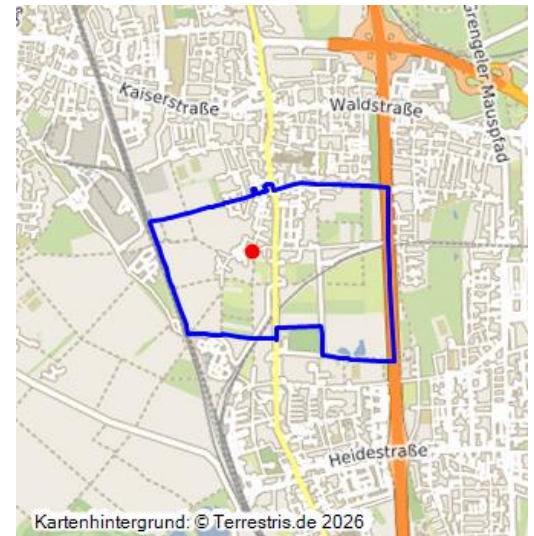 Grengeler Mauspfad
Kaiserstraße
Waldstraße
Heidestraße
Kartenhintergrund: © Terrestris.de 2026